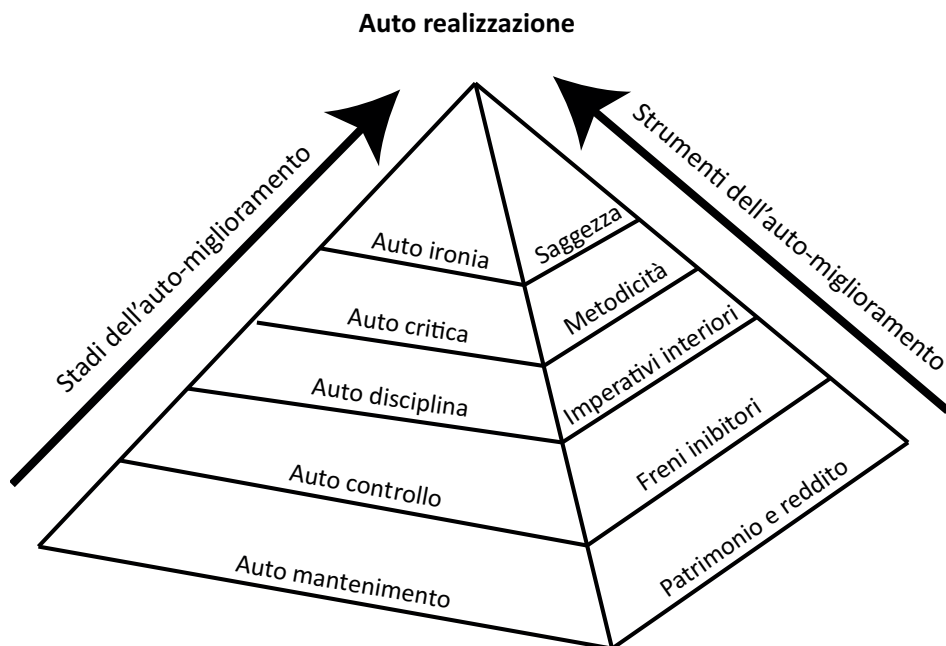 Auto realizzazione
Stadi dell'auto-miglioramento
Strumenti dell'auto-miglioramento
Auto ironia
Saggezza
Auto critica
Metodicità
Auto disciplina
Imperativi interiori
Auto controllo
Freni inibitori
Auto mantenimento
Patrimonio e reddito